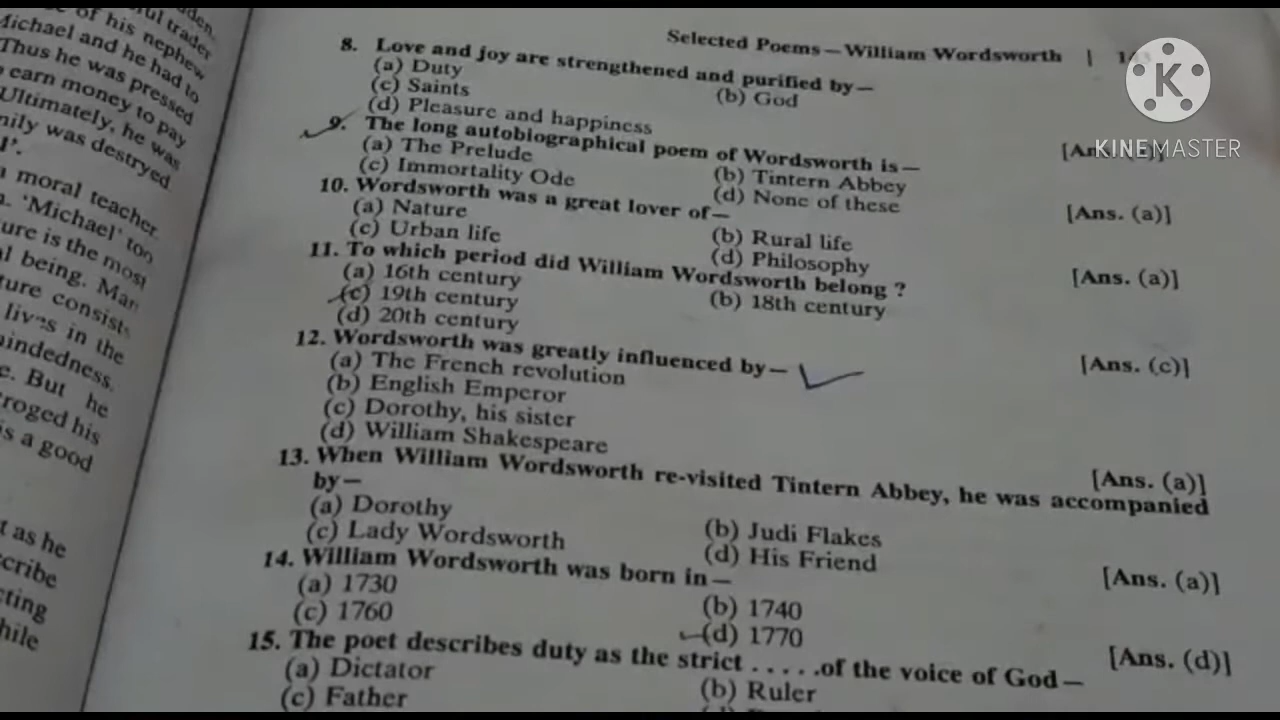 Selected Poems—William Wordsworth |
8. Love and joy are strengthened and purified by—
(a) Duty
(b) God
(c) Saints
(d) Pleasure and happiness
9. The long autobiographical poem of Wordsworth is—
(a) The Prelude
(b) Tintern Abbey
(c) Immortality Ode
(d) None of these
[Ans. (a)]
10. Wordsworth was a great lover of—
(a) Nature
(b) Rural life
(c) Urban life
(d) Philosophy
[Ans. (a)]
11. To which period did William Wordsworth belong ?
(a) 16th century
(b) 18th century
(c) 19th century
(d) 20th century
[Ans. (c)]
12. Wordsworth was greatly influenced by—
(a) The French revolution
(b) English Emperor
(c) Dorothy, his sister
(d) William Shakespeare
[Ans. (a)]
13. When William Wordsworth re-visited Tintern Abbey, he was accompanied
by—
(a) Dorothy
(b) Judi Flakes
(c) Lady Wordsworth
(d) His Friend
[Ans. (a)]
14. William Wordsworth was born in—
(a) 1730
(b) 1740
(c) 1760
(d) 1770
[Ans. (d)]
15. The poet describes duty as the strict .....of the voice of God—
(a) Dictator
(b) Ruler
(c) Father
of his nephew
Michael and he had to
Thus he was pressed
earn money to pay
Ultimately, he was
was destryed
moral teacher.
'Michael' too
is the most
being. Man
consists
lives in the
But he
his
is a good
as he
K
KINEMASTER